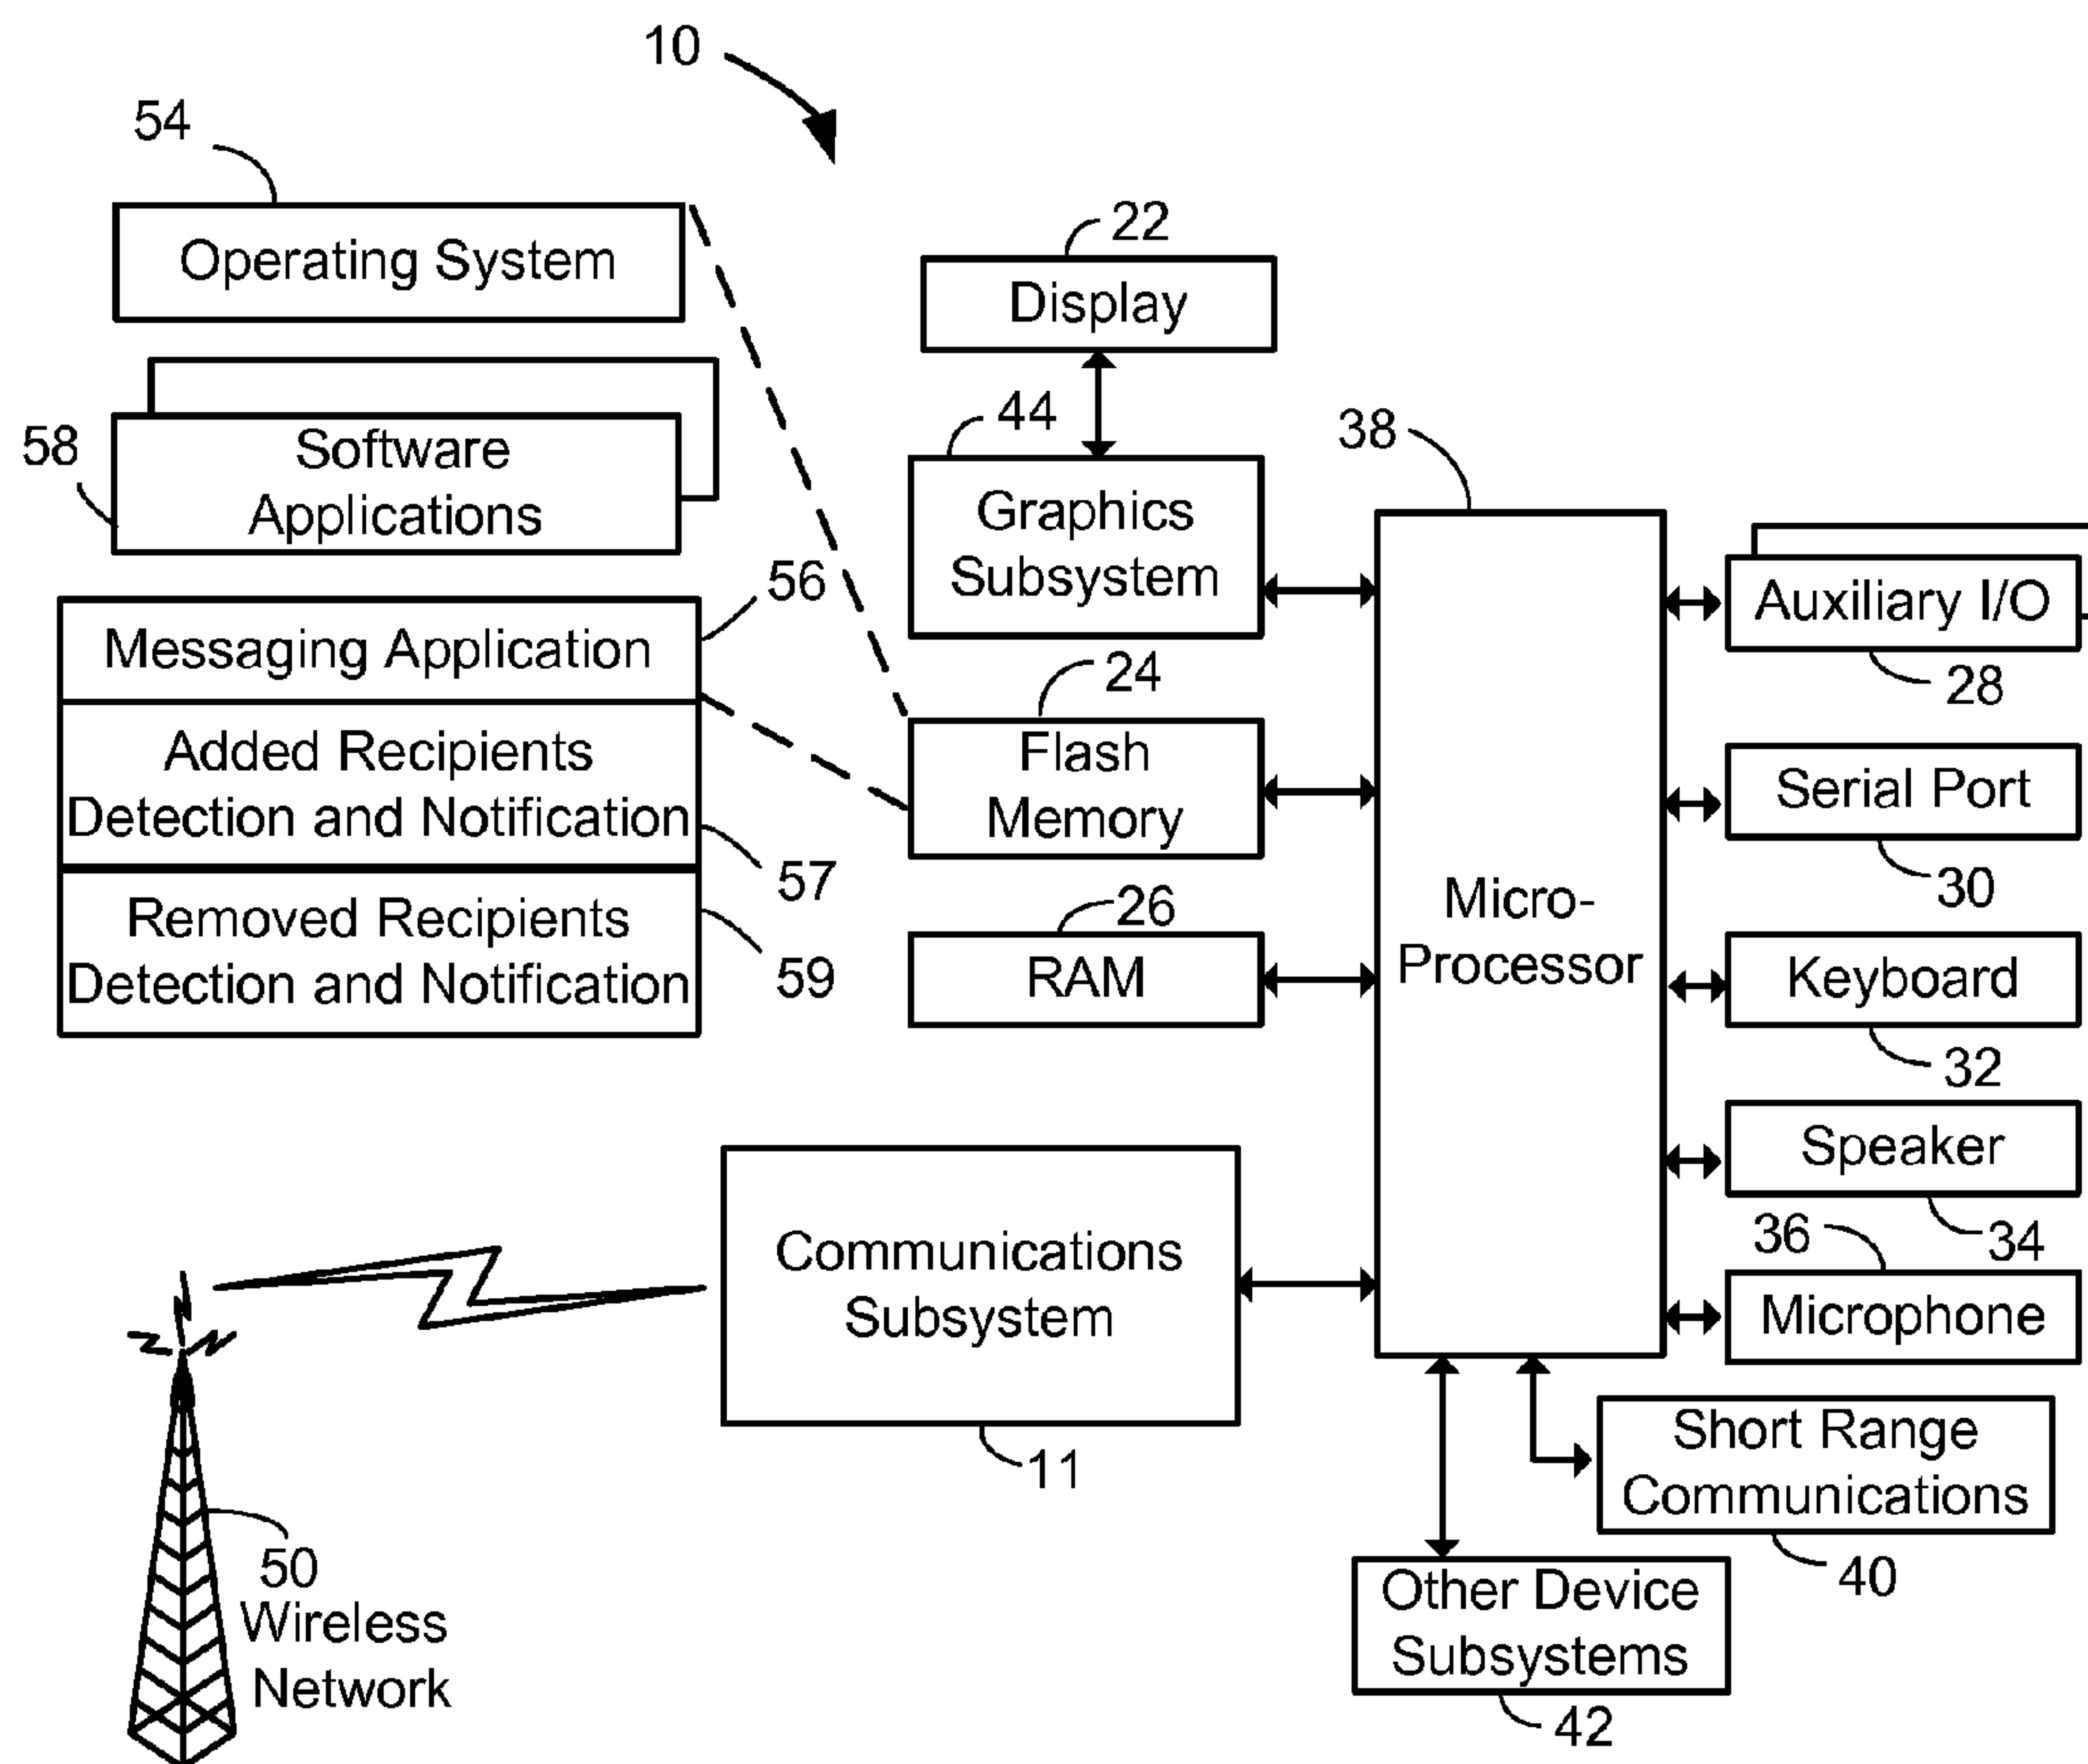 10
54
Operating System
58
Software
Applications
56
Messaging Application
Added Recipients
Detection and Notification
57
Removed Recipients
Detection and Notification
59
22
Display
44
Graphics
Subsystem
24
Flash
Memory
26
RAM
38
Micro-
Processor
Auxiliary I/O
28
Serial Port
30
Keyboard
32
Speaker
34
36
Microphone
Communications
Subsystem
11
Short Range
Communications
40
Other Device
Subsystems
42
50
Wireless
Network